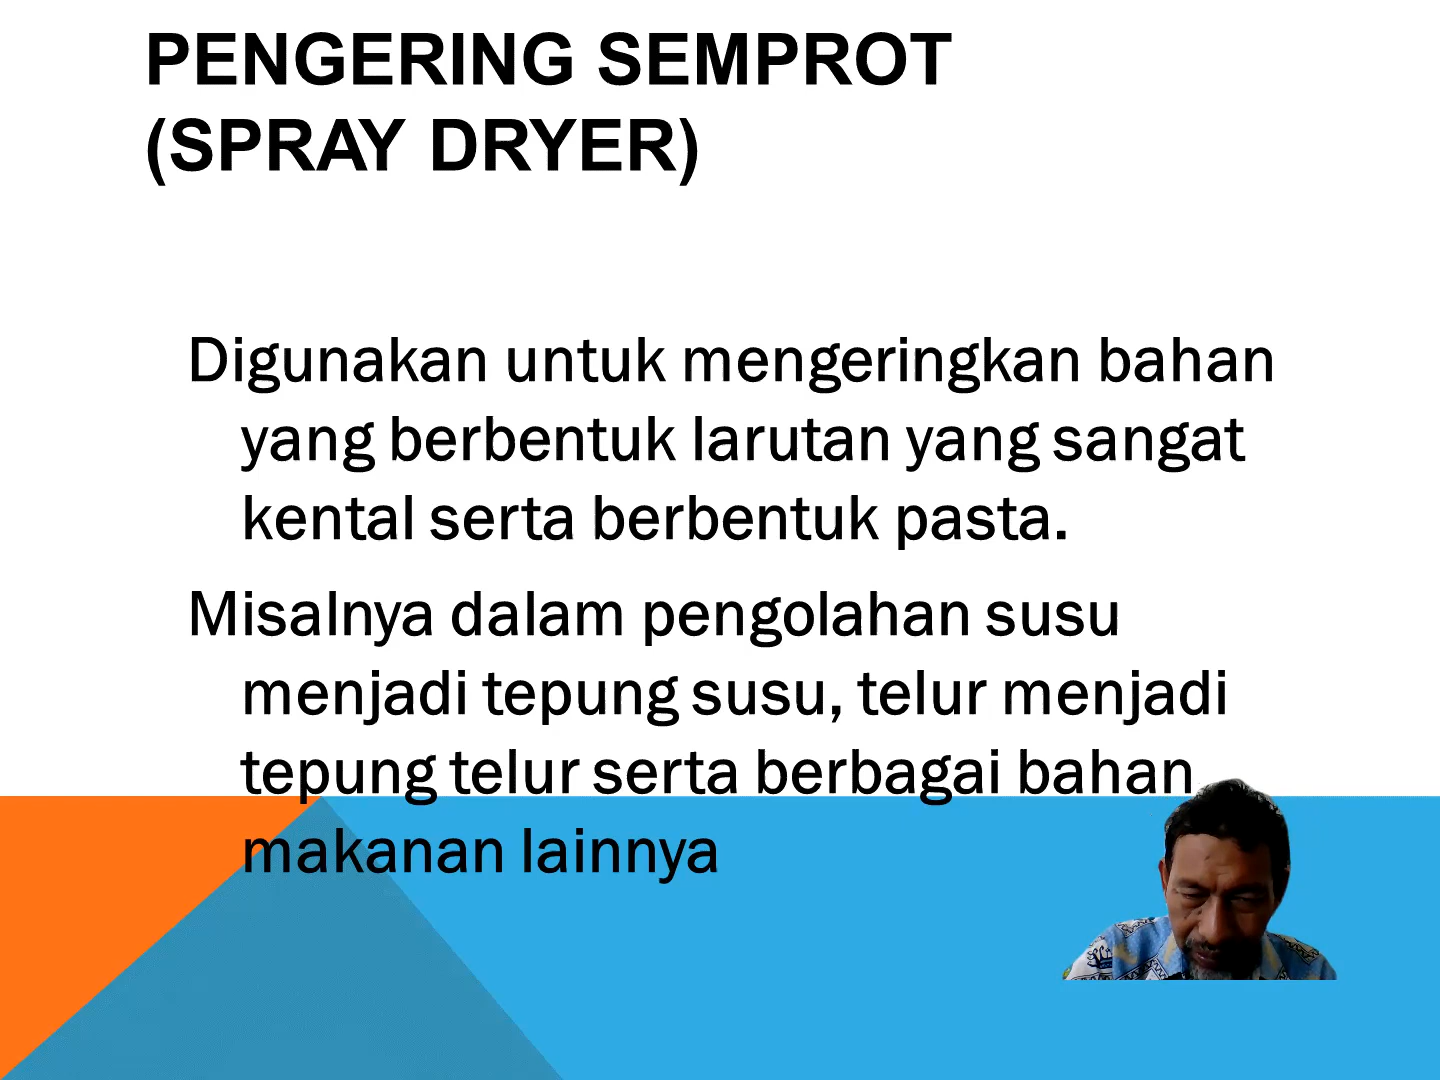 PENGERING SEMPROT
(SPRAY DRYER)
Digunakan untuk mengeringkan bahan
yang berbentuk larutan yang sangat
kental serta berbentuk pasta.
Misalnya dalam pengolahan susu
menjadi tepung susu, telur menjadi
tepung telur serta berbagai bahan
makanan lainnya